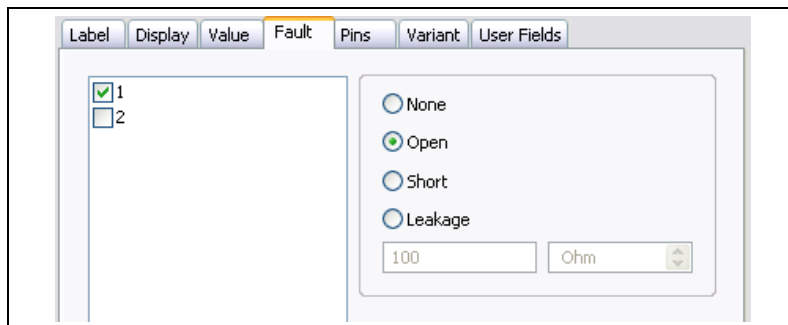 Label Display Value Fault Pins Variant User Fields
1
2
None
Open
Short
Leakage
100 Ohm